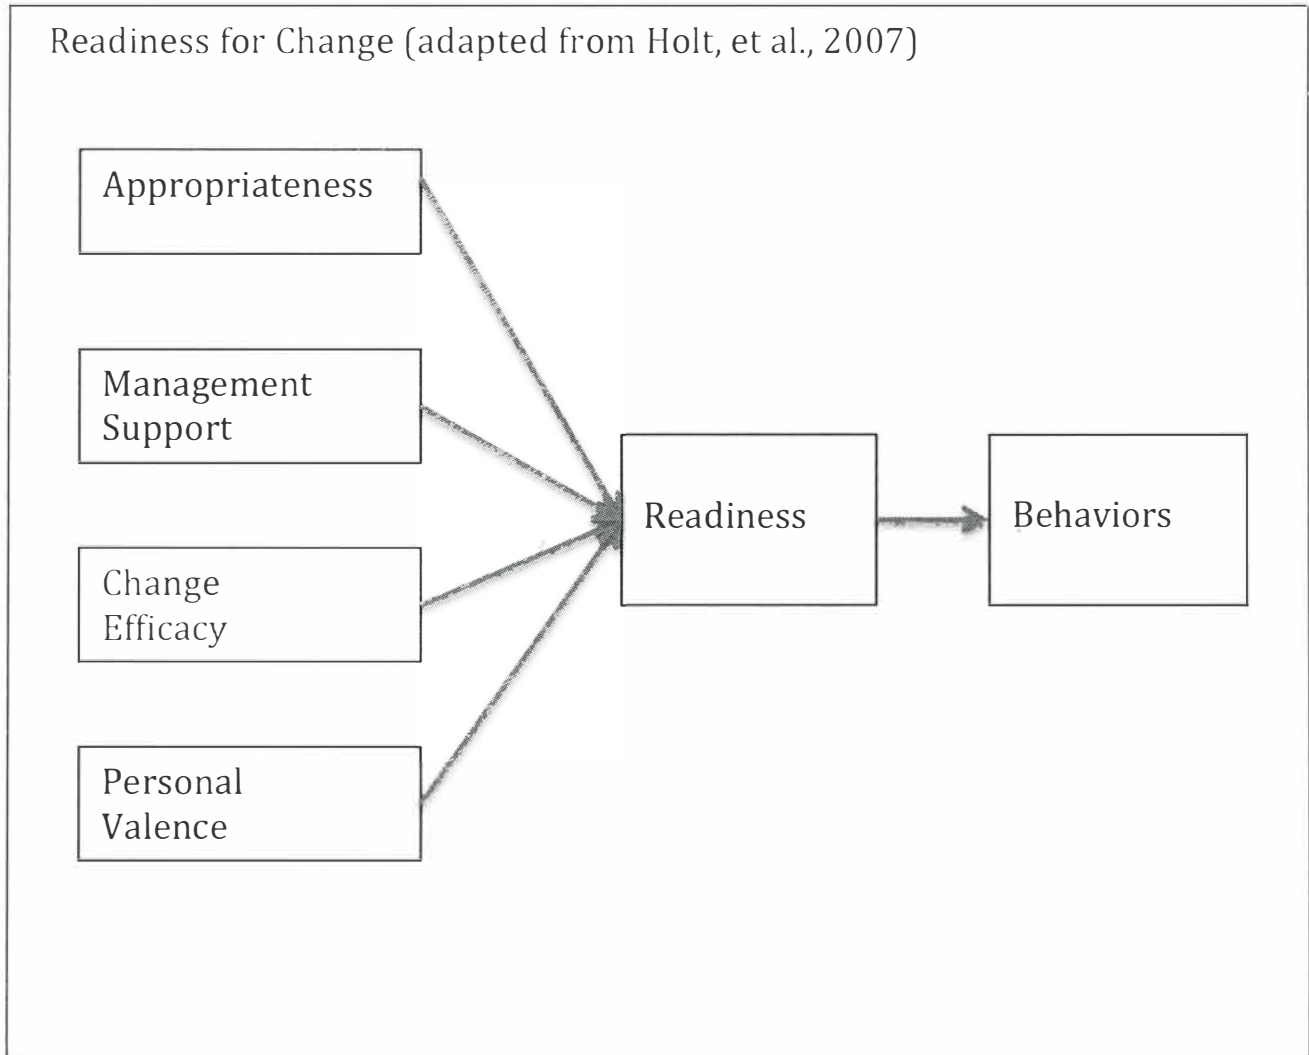 Readiness for Change (adapted from Holt, et al., 2007)
Appropriateness
Management
Support
Change
Efficacy
Personal
Valence
Readiness
Behaviors